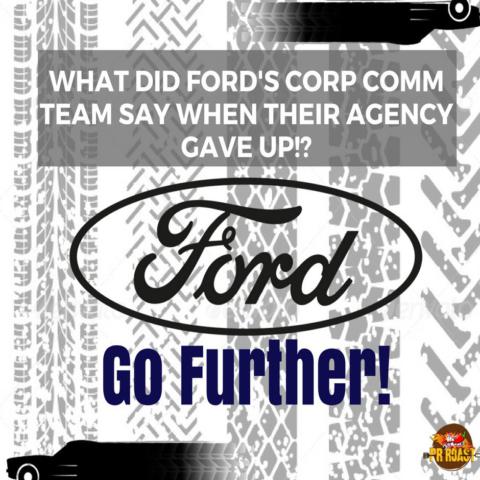 WHAT DID FORD'S CORP COMM
TEAM SAY WHEN THEIR AGENCY
GAVE UP!?
Ford
Go Further!
PR ROAST